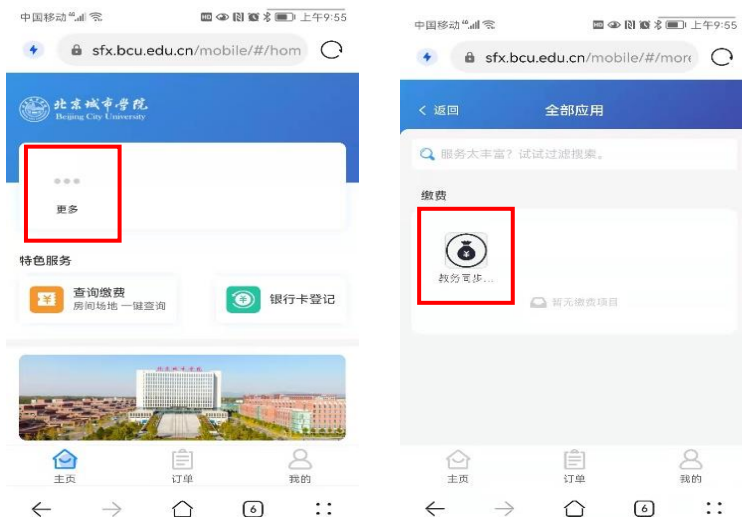 中国移动 上午9:55
sfx.bcu.edu.cn/mobile/#/hom
北京城市学院
Beijing City University
更多
特色服务
查询缴费
房间场地 一键查询
银行卡登记
主页 订单 我的
6
中国移动 上午9:55
sfx.bcu.edu.cn/mobile/#/more
返回 全部应用
服务太丰富？试试过滤搜索。
缴费
教务同步...
暂无缴费项目
主页 订单 我的
6